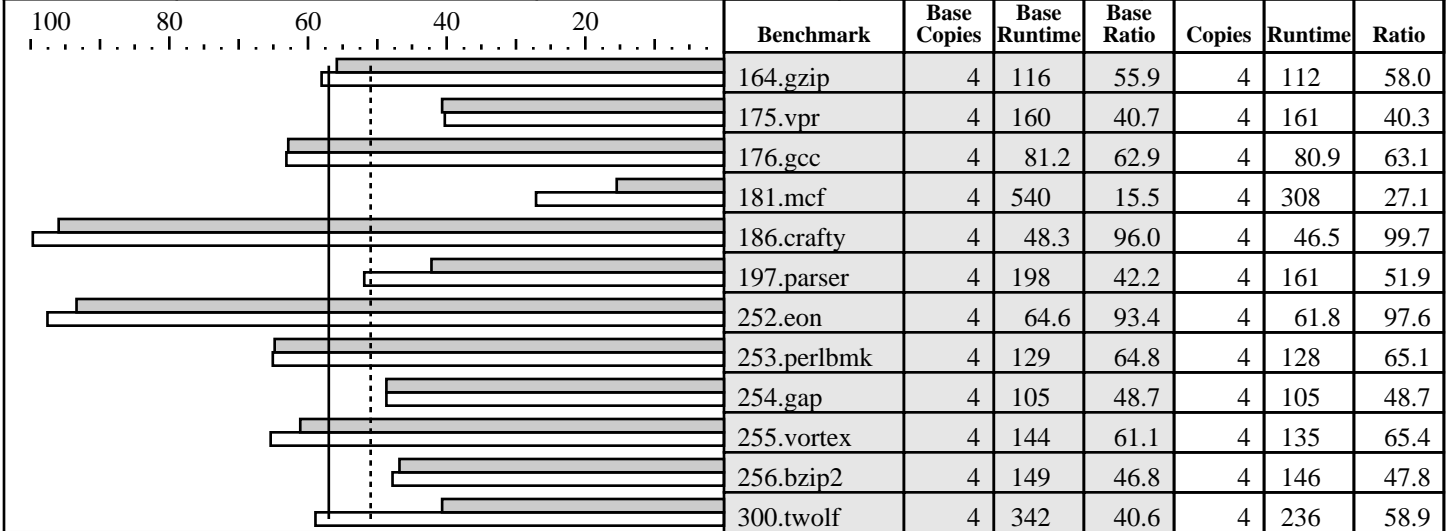 100 80 60 40 20
Benchmark Base Copies Base Runtime Base Ratio Copies Runtime Ratio
164.gzip 4 116 55.9 4 112 58.0
175.vpr 4 160 40.7 4 161 40.3
176.gcc 4 81.2 62.9 4 80.9 63.1
181.mcf 4 540 15.5 4 308 27.1
186.crafty 4 48.3 96.0 4 46.5 99.7
197.parser 4 198 42.2 4 161 51.9
252.eon 4 64.6 93.4 4 61.8 97.6
253.perlbmk 4 129 64.8 4 128 65.1
254.gap 4 105 48.7 4 105 48.7
255.vortex 4 144 61.1 4 135 65.4
256.bzip2 4 149 46.8 4 146 47.8
300.twolf 4 342 40.6 4 236 58.9